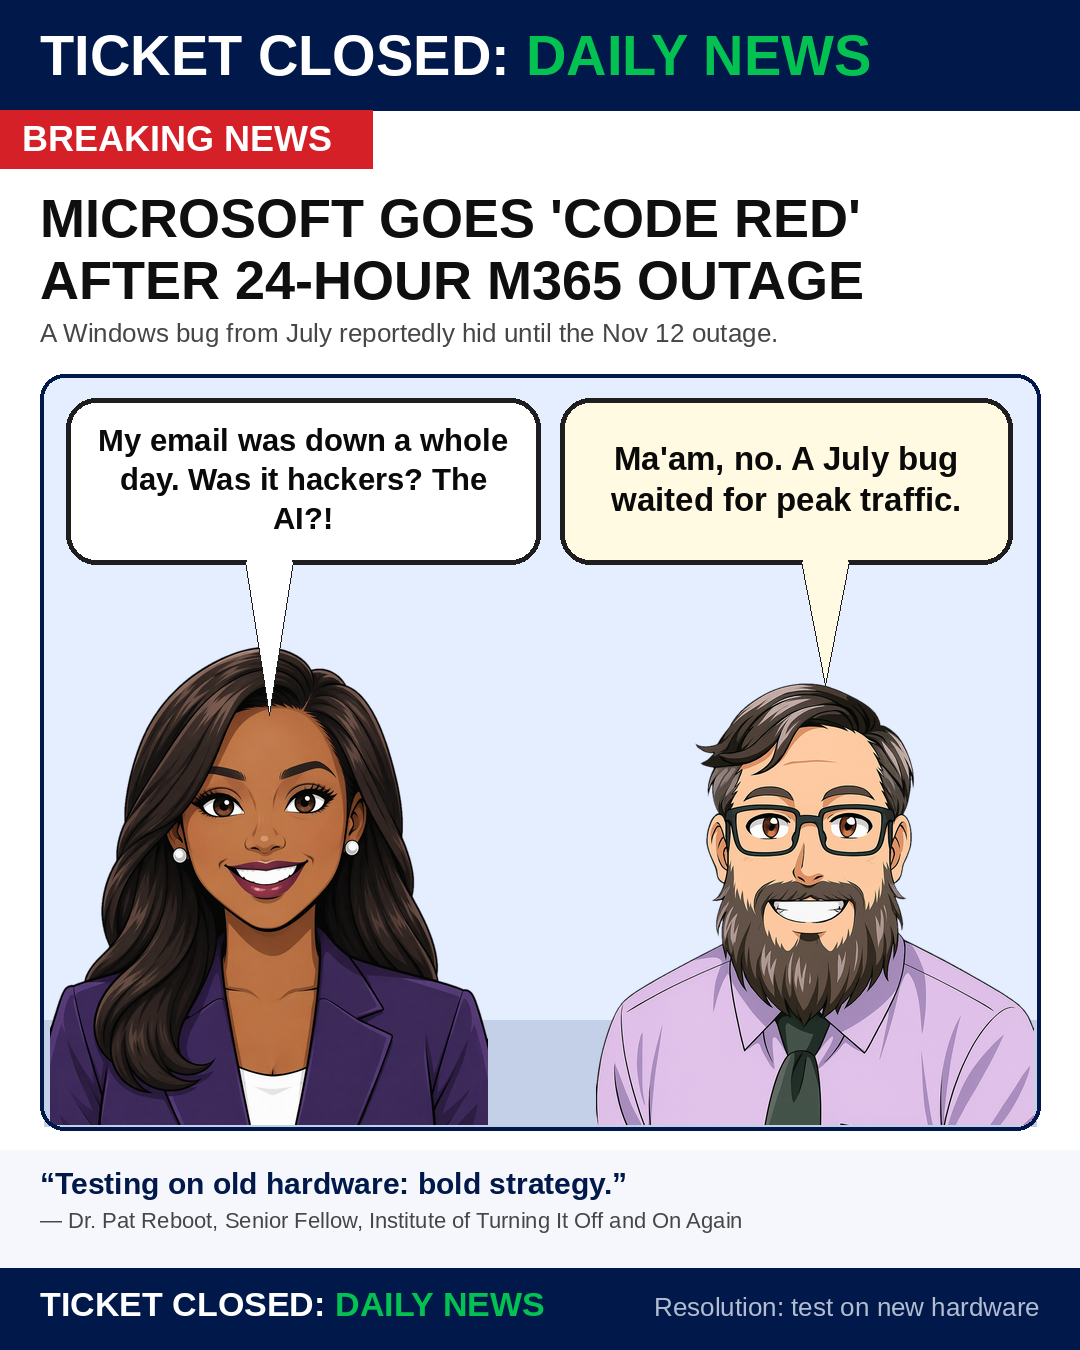 TICKET CLOSED: DAILY NEWS
BREAKING NEWS
MICROSOFT GOES 'CODE RED'
AFTER 24-HOUR M365 OUTAGE
A Windows bug from July reportedly hid until the Nov 12 outage.
My email was down a whole
day. Was it hackers? The
AI?!
Ma'am, no. A July bug
waited for peak traffic.
“Testing on old hardware: bold strategy.”
— Dr. Pat Reboot, Senior Fellow, Institute of Turning It Off and On Again
TICKET CLOSED: DAILY NEWS
Resolution: test on new hardware